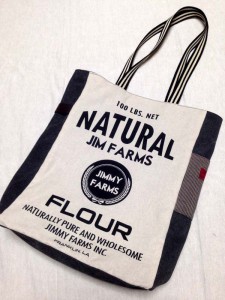 100 LBS. NET
NATURAL
JIM FARMS
JIMMY
FARMS
FLOUR
NATURALLY PURE AND WHOLESOME
JIMMY FARMS INC.